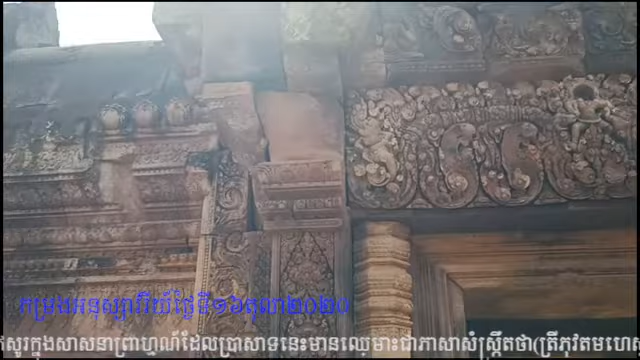 កម្រងអនុស្សាវរីយ៍ថ្ងៃទី១៦តុលា២០២០
សូរក្នុងសាសនាព្រាហ្មណ៍ដែលប្រាសាទនេះមានឈ្មោះជាភាសាសំស្ក្រឹតថា(ត្រីភូវតមហេ